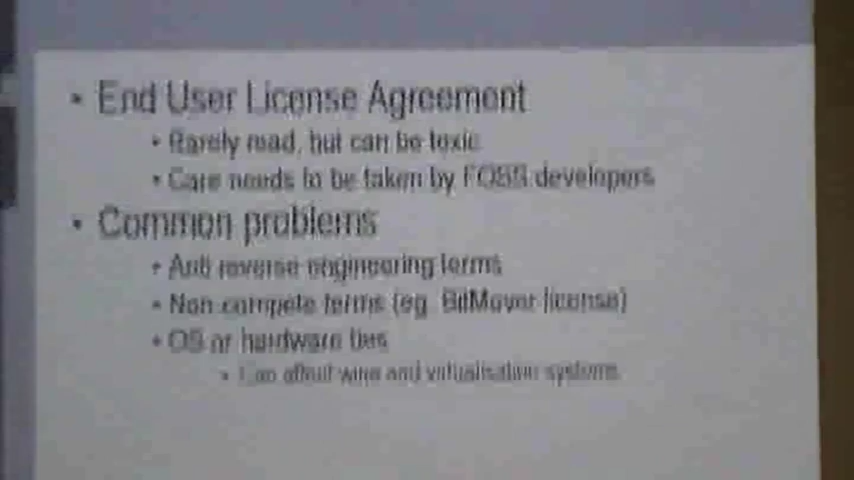 • End User License Agreement
• Rarely read, but can be toxic
• Care needs to be taken by FOSS developers
• Common problems
• Anti reverse engineering terms
• Non compete terms (eg. BitMover license)
• OS or hardware ties
• Can affect wine and virtualisation systems